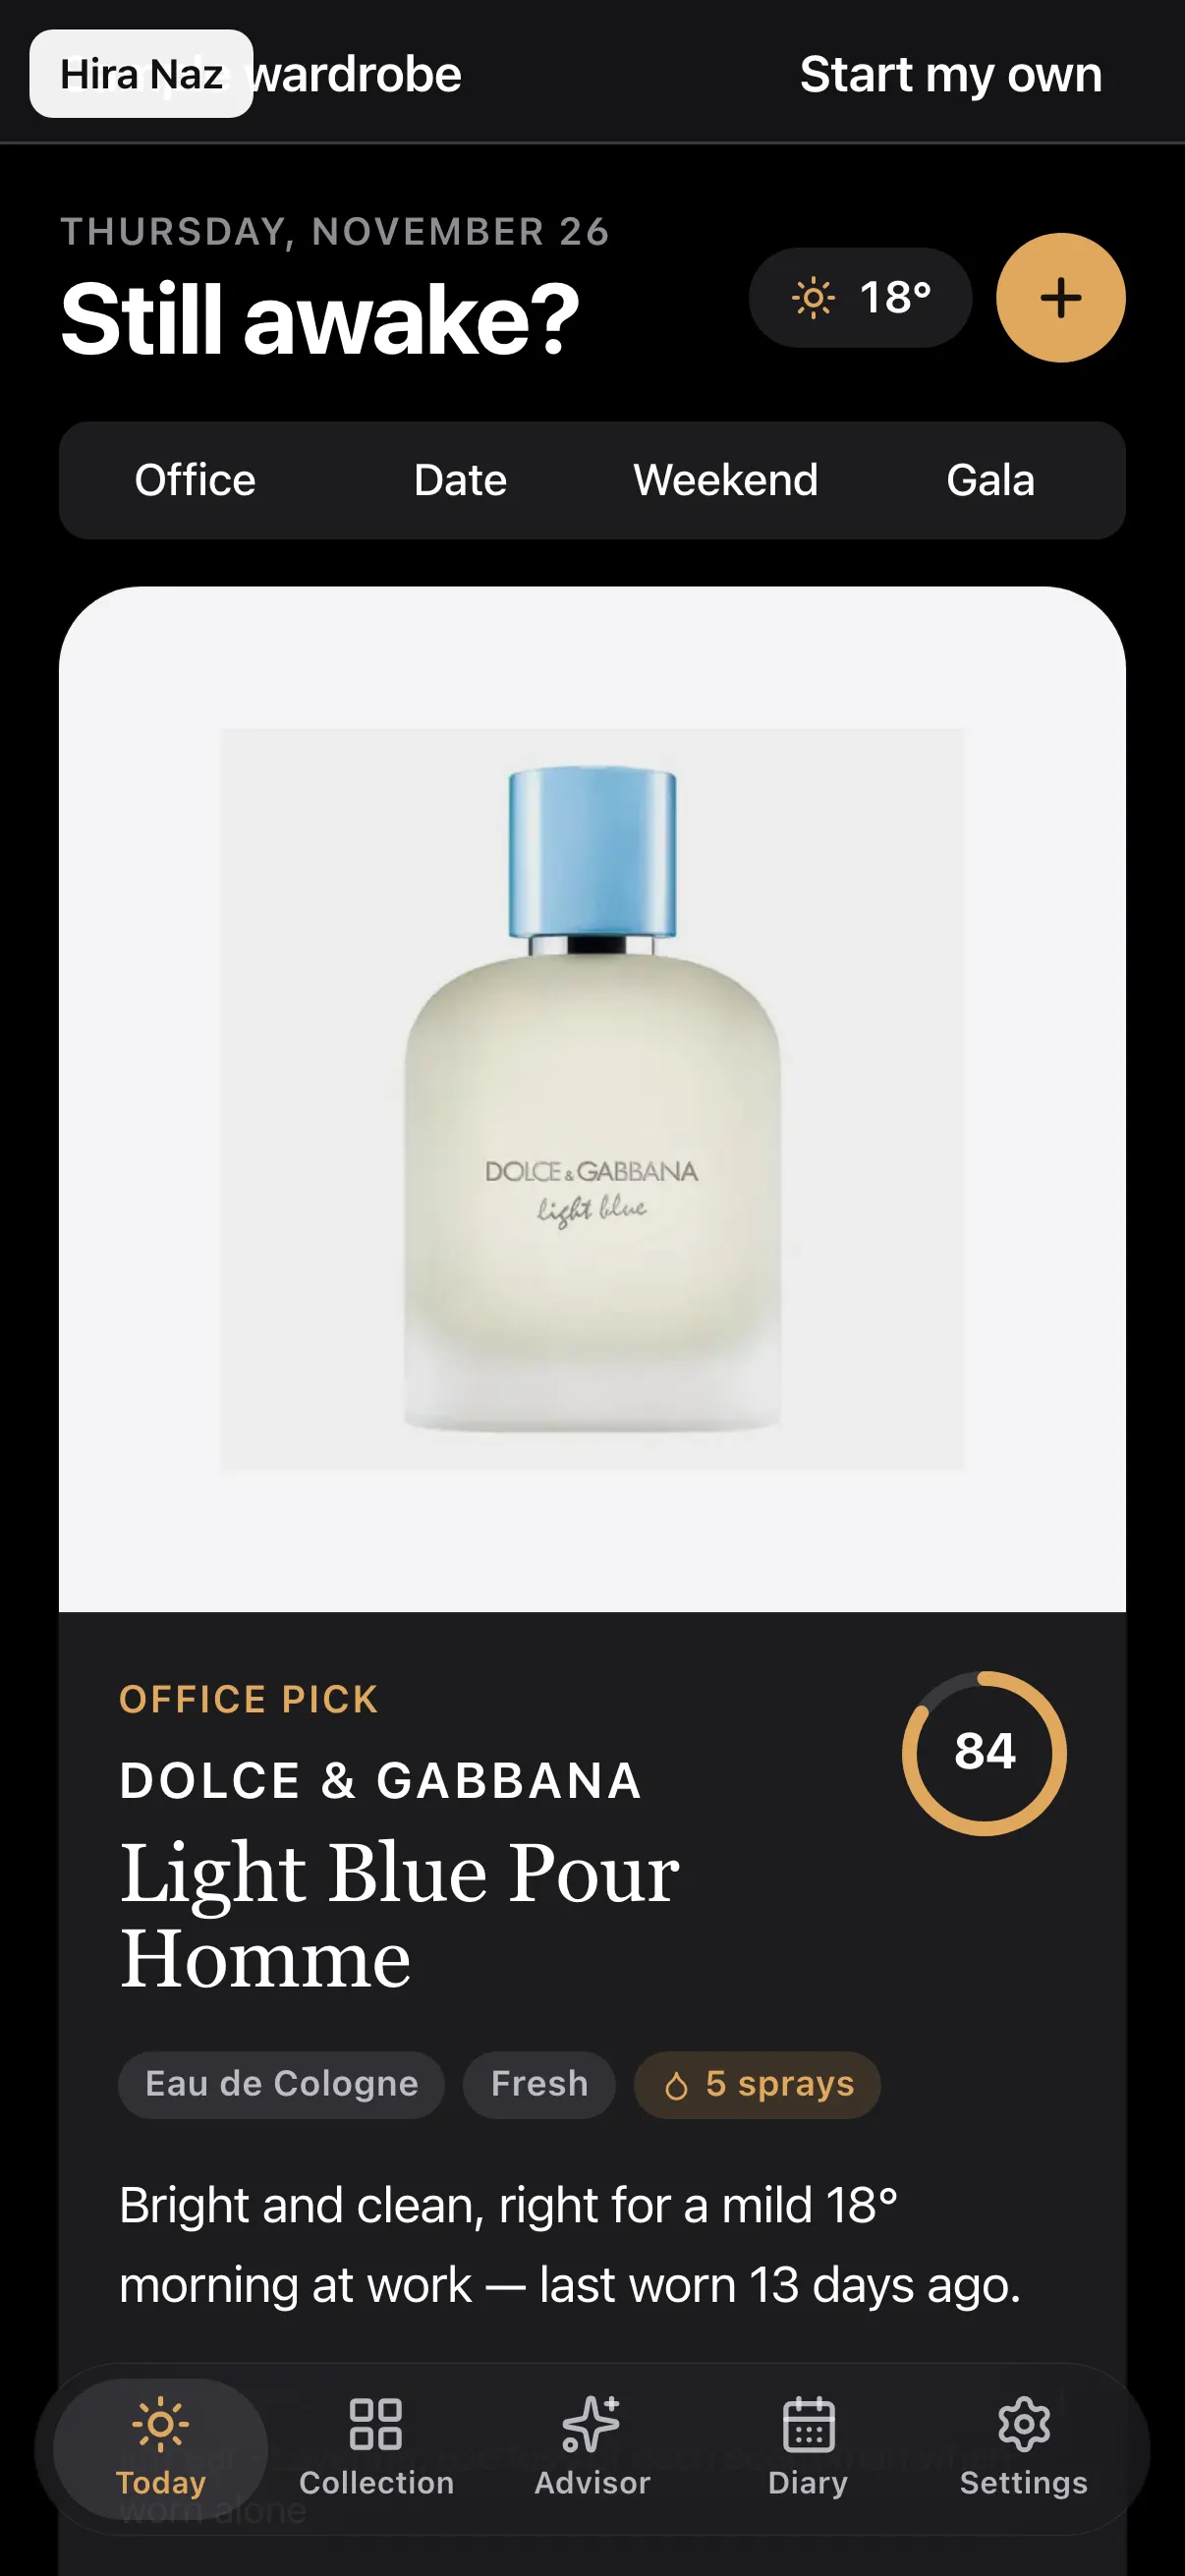 Hira Naz
wardrobe
Start my own
THURSDAY, NOVEMBER 26
Still awake?
18°
Office
Date
Weekend
Gala
DOLCE & GABBANA
light blue
OFFICE PICK
84
DOLCE & GABBANA
Light Blue Pour
Homme
Eau de Cologne
Fresh
5 sprays
Bright and clean, right for a mild 18°
morning at work — last worn 13 days ago.
worn alone
Today
Collection
Advisor
Diary
Settings